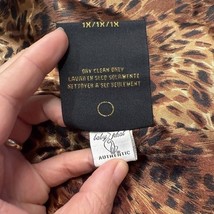 1X/1X/1X
DRY CLEAN ONLY
LAVAR EN SECO SOLAMENTE
NETTOYER A SEC SEULEMENT
baby phat
AUTHENTIC